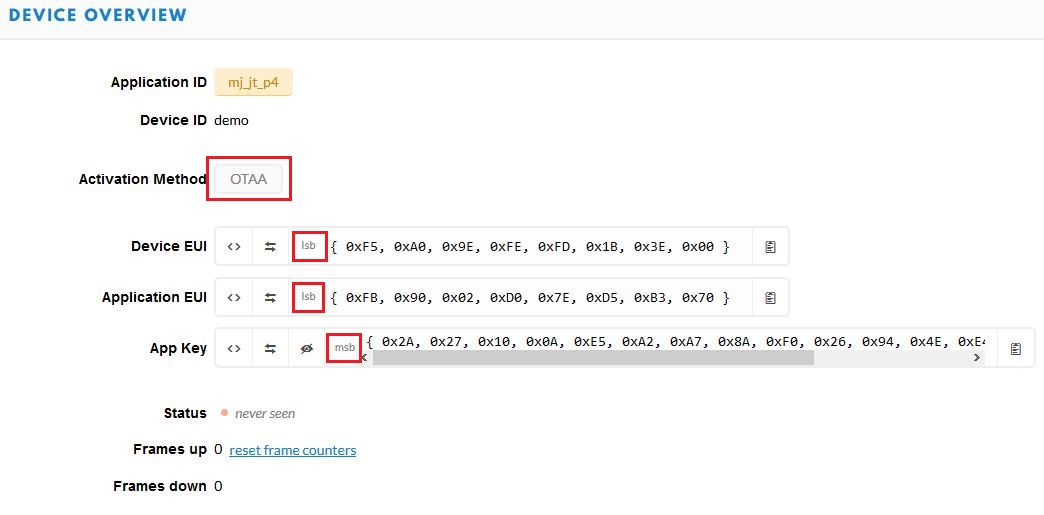 DEVICE OVERVIEW
Application ID mj_jt_p4
Device ID demo
Activation Method OTAA
Device EUI <> lsb { 0xF5, 0xA0, 0x9E, 0xFE, 0xFD, 0x1B, 0x3E, 0x00 }
Application EUI <> lsb { 0xFB, 0x90, 0x02, 0xD0, 0x7E, 0xD5, 0xB3, 0x70 }
App Key <> msb { 0x2A, 0x27, 0x10, 0x0A, 0xE5, 0xA2, 0xA7, 0x8A, 0xF0, 0x26, 0x94, 0x4E, 0xE4
Status never seen
Frames up 0 reset frame counters
Frames down 0